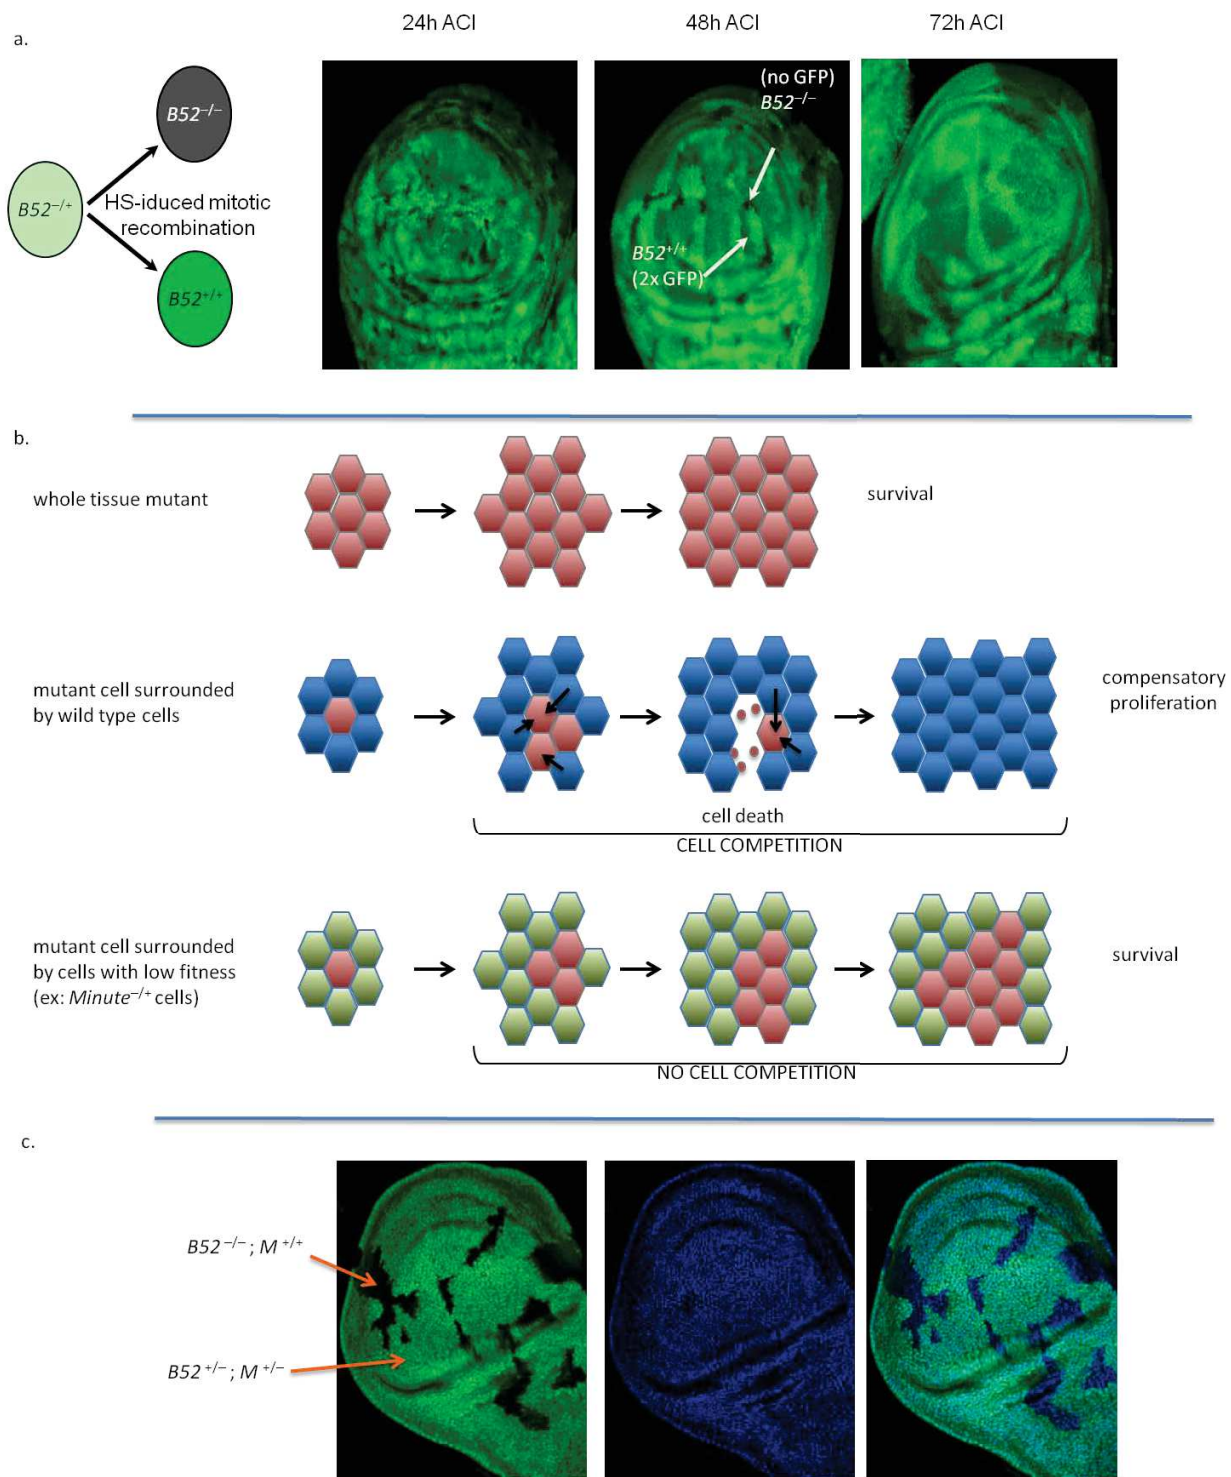 a.
24h ACI
48h ACI
72h ACI
B52⁻/⁻
B52⁻/⁺
HS-iduced mitotic
recombination
B52⁺/⁺
(no GFP)
B52⁻/⁻
B52⁺/⁺
(2x GFP)
b.
whole tissue mutant
survival
mutant cell surrounded
by wild type cells
compensatory
proliferation
cell death
CELL COMPETITION
mutant cell surrounded
by cells with low fitness
(ex: Minute⁻/⁺ cells)
survival
NO CELL COMPETITION
c.
B52⁻/⁻; M⁺/⁺
B52⁺/⁻; M⁺/⁻